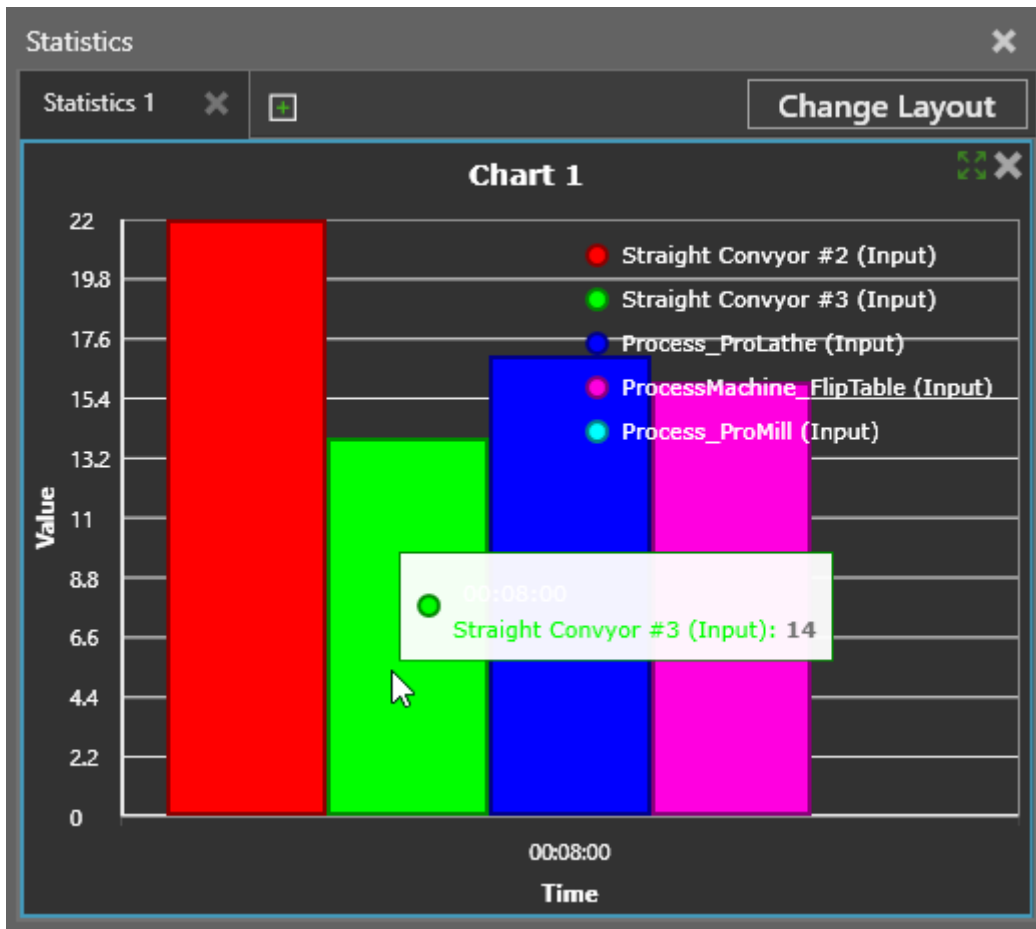 Statistics
Statistics 1
Change Layout
Chart 1
22
19.8
17.6
15.4
13.2
11
8.8
6.6
4.4
2.2
0
Value
Straight Convyor #2 (Input)
Straight Convyor #3 (Input)
Process_ProLathe (Input)
ProcessMachine_FlipTable (Input)
Process_ProMill (Input)
00:08:00
Straight Convyor #3 (Input): 14
00:08:00
Time